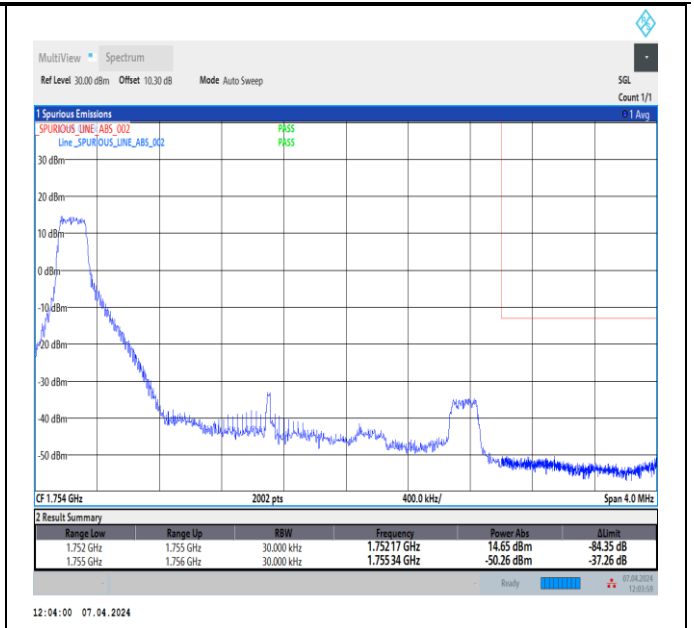 MultiView Spectrum
Ref Level 30.00 dBm Offset 10.30 dB Mode Auto Sweep SGL
Count 1/1
1 Spurious Emissions 1 Avg
_SPURIOUS_LINE_ABS_002 PASS
Line _SPURIOUS_LINE_ABS_002 PASS
30 dBm
20 dBm
10 dBm
0 dBm
-10 dBm
-20 dBm
-30 dBm
-40 dBm
-50 dBm
CF 1.754 GHz 2002 pts 400.0 kHz/ Span 4.0 MHz
2 Result Summary
Range Low Range Up RBW Frequency Power Abs ΔLimit
1.752 GHz 1.755 GHz 30.000 kHz 1.75217 GHz 14.65 dBm -84.35 dB
1.755 GHz 1.756 GHz 30.000 kHz 1.75534 GHz -50.26 dBm -37.26 dB
Ready 07.04.2024
12:03:59
12:04:00 07.04.2024